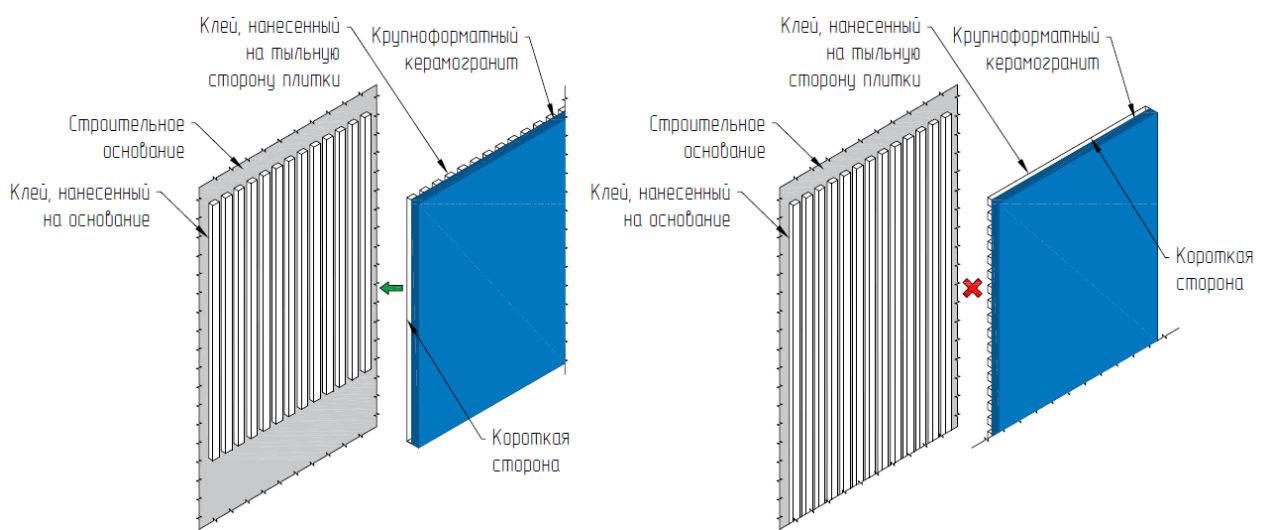 Клей, нанесенный
на тыльную
сторону плитки
Крупноформатный
керамогранит
Строительное
основание
Клей, нанесенный
на основание
Короткая
сторона
Клей, нанесенный
на тыльную
сторону плитки
Крупноформатный
керамогранит
Строительное
основание
Клей, нанесенный
на основание
Короткая
сторона